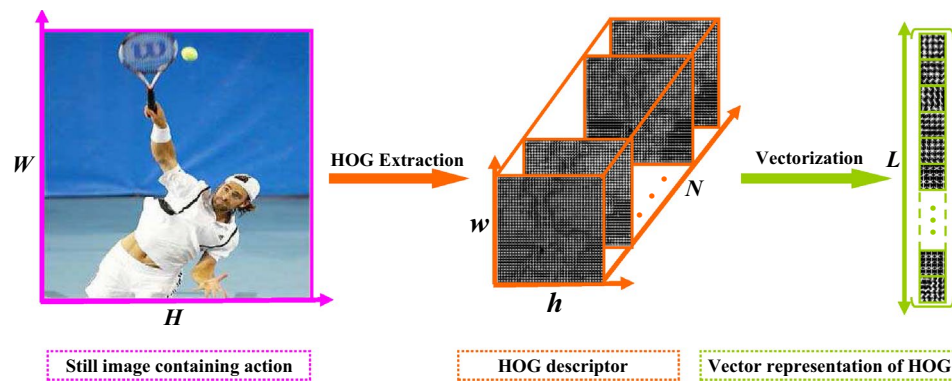 W
W
H
HOG Extraction
w
h
N
Vectorization
L
Still image containing action
HOG descriptor
Vector representation of HOG